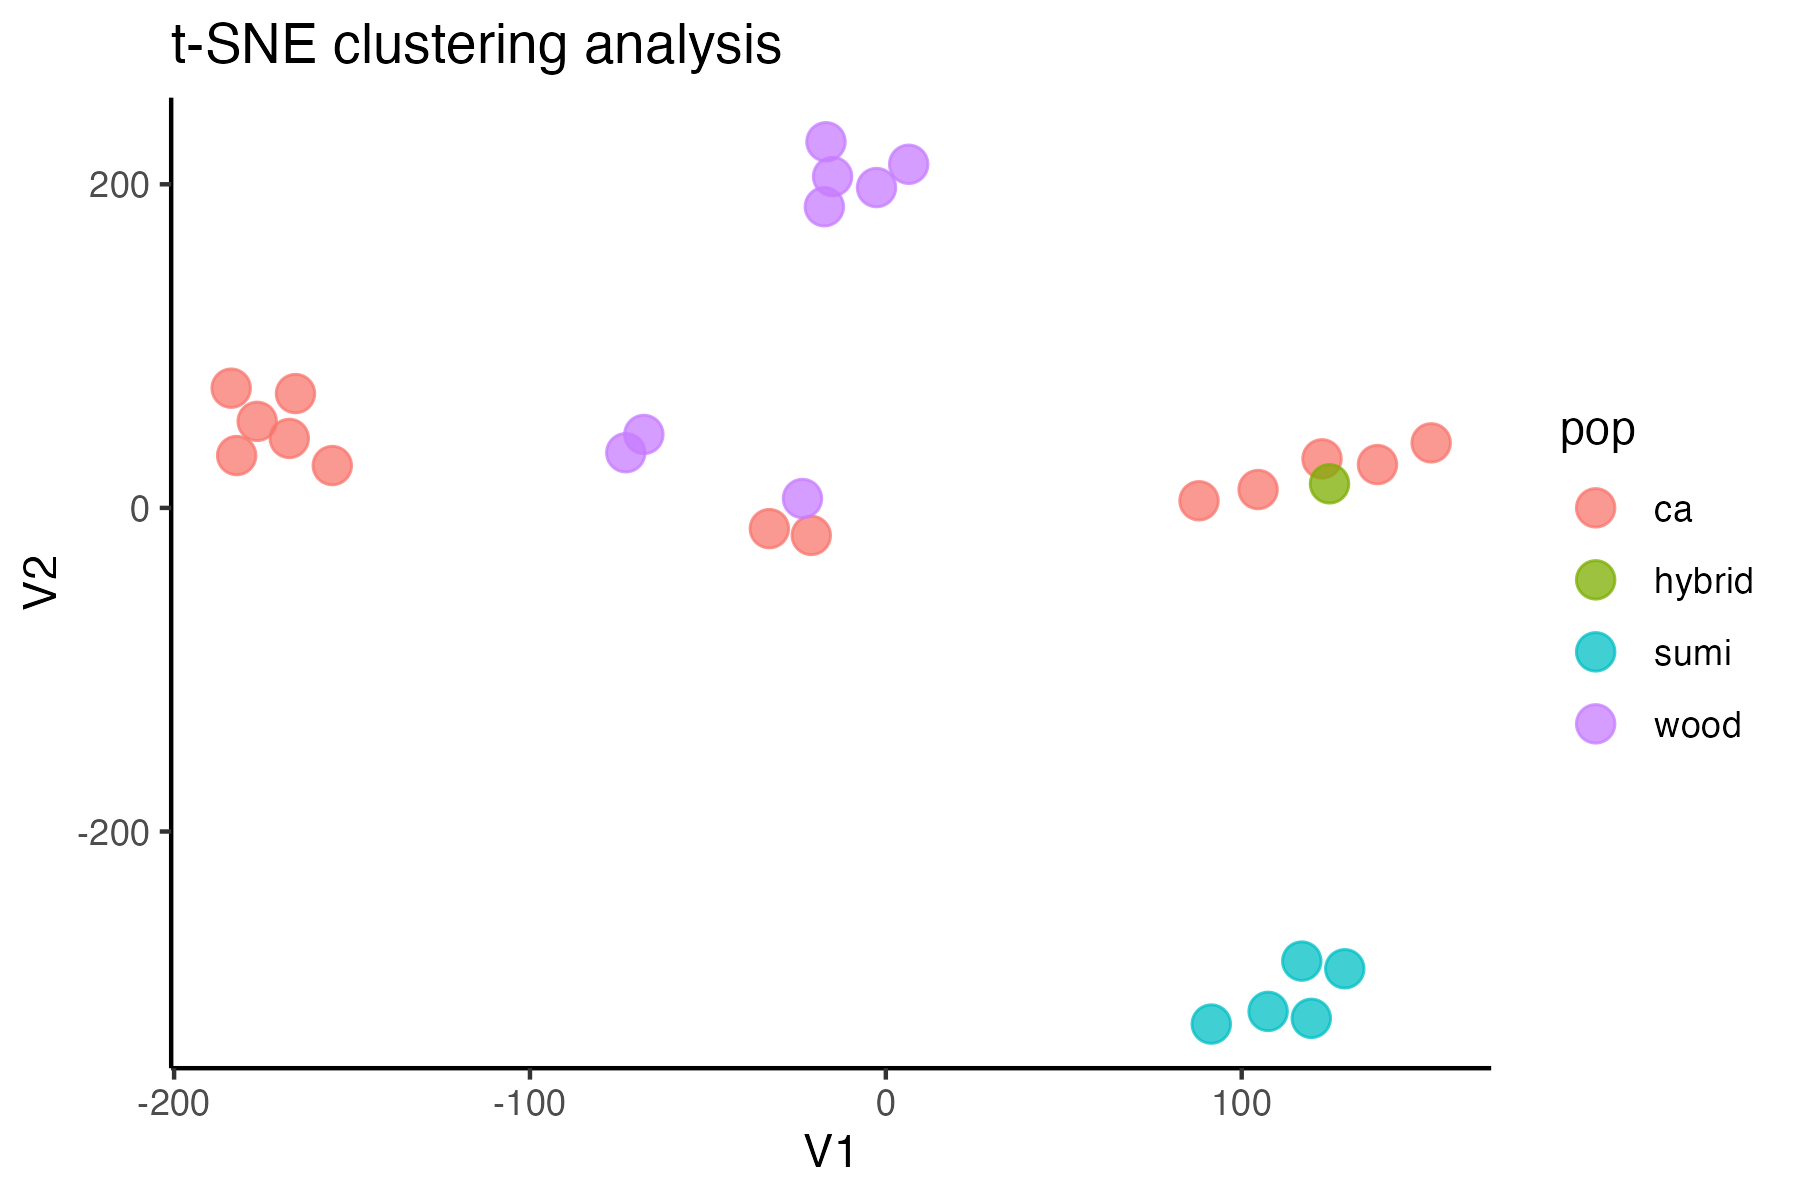 t-SNE clustering analysis
200
0
-200
V2
-200
-100
0
100
V1
pop
ca
hybrid
sumi
wood